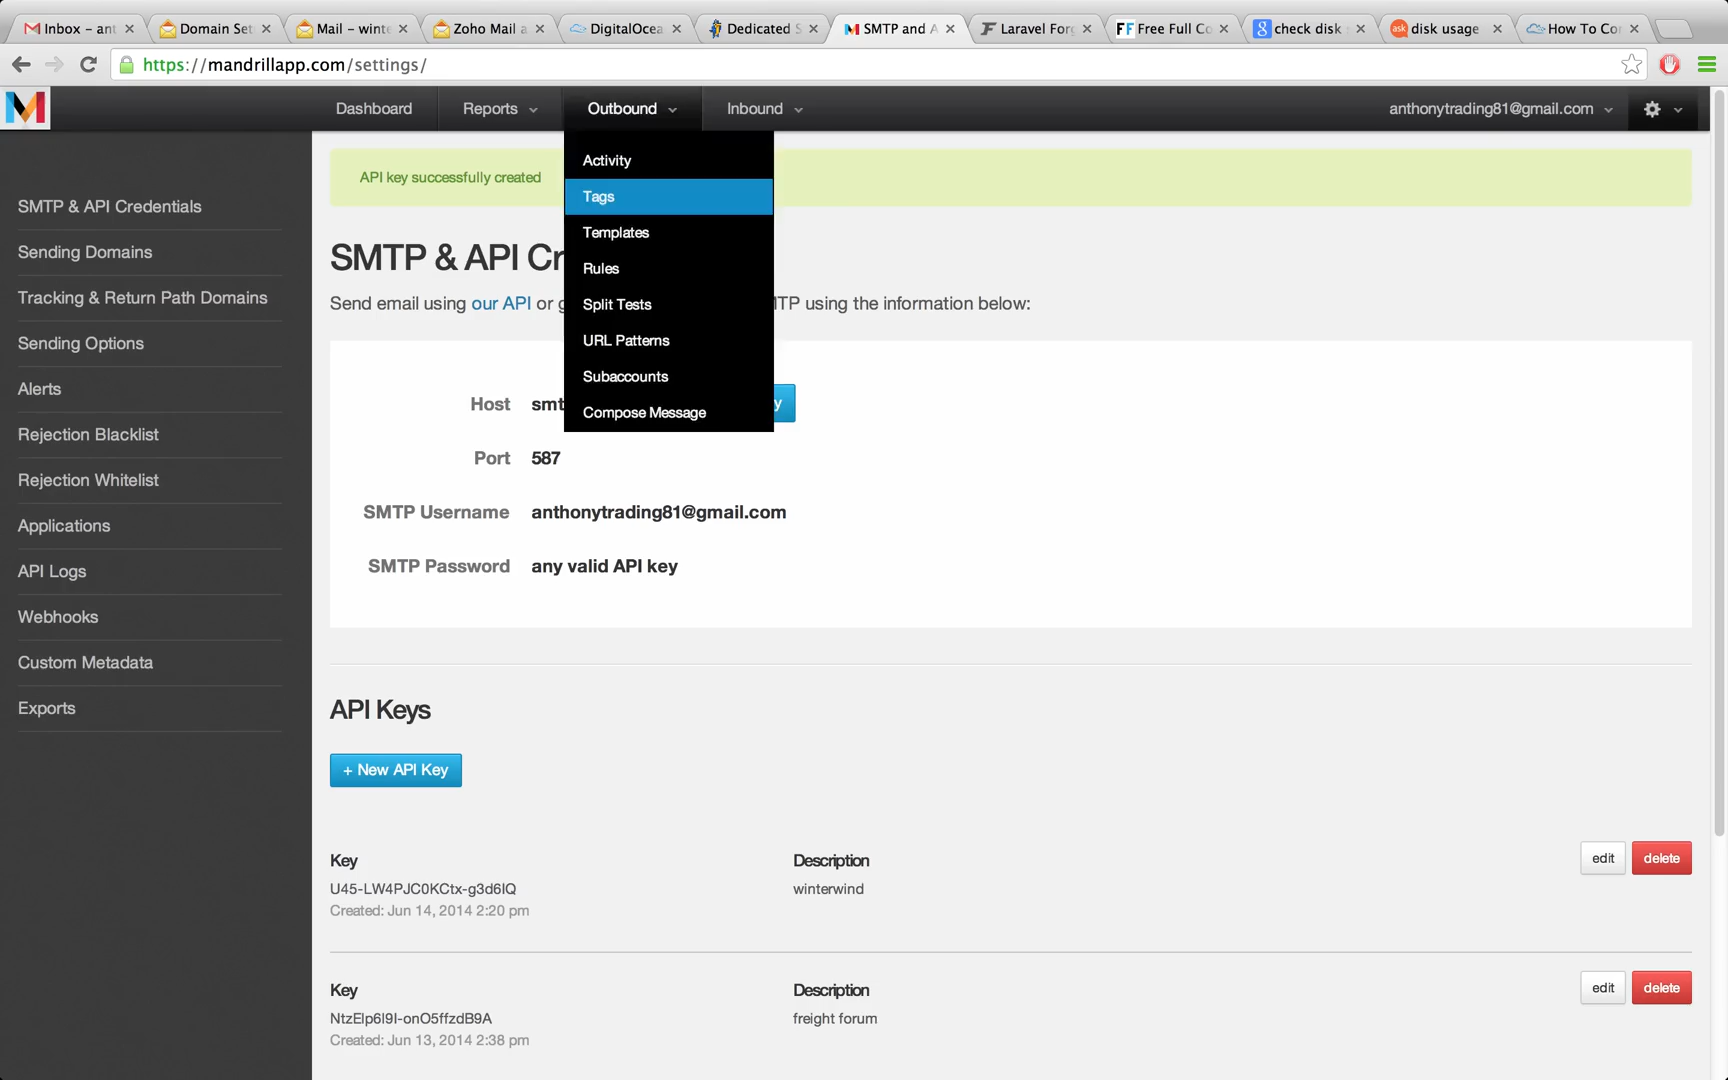 Inbox – ant
Domain Set
Mail – winte
Zoho Mail a
DigitalOcea
Dedicated S
SMTP and A
Laravel Forg
FF Free Full Co
g check disk s
ask disk usage
How To Con
https://mandrillapp.com/settings/
Dashboard
Reports
Outbound
Inbound
anthonytrading81@gmail.com
Activity
Tags
Templates
Rules
Split Tests
URL Patterns
Subaccounts
Compose Message
SMTP & API Credentials
Sending Domains
Tracking & Return Path Domains
Sending Options
Alerts
Rejection Blacklist
Rejection Whitelist
Applications
API Logs
Webhooks
Custom Metadata
Exports
API key successfully created
SMTP & API Cr
Send email using our API or g MTP using the information below:
Host smt y
Port 587
SMTP Username anthonytrading81@gmail.com
SMTP Password any valid API key
API Keys
+ New API Key
Key Description edit delete
U45-LW4PJC0KCtx-g3d6IQ winterwind
Created: Jun 14, 2014 2:20 pm
Key Description edit delete
NtzElp6I9I-onO5ffzdB9A freight forum
Created: Jun 13, 2014 2:38 pm